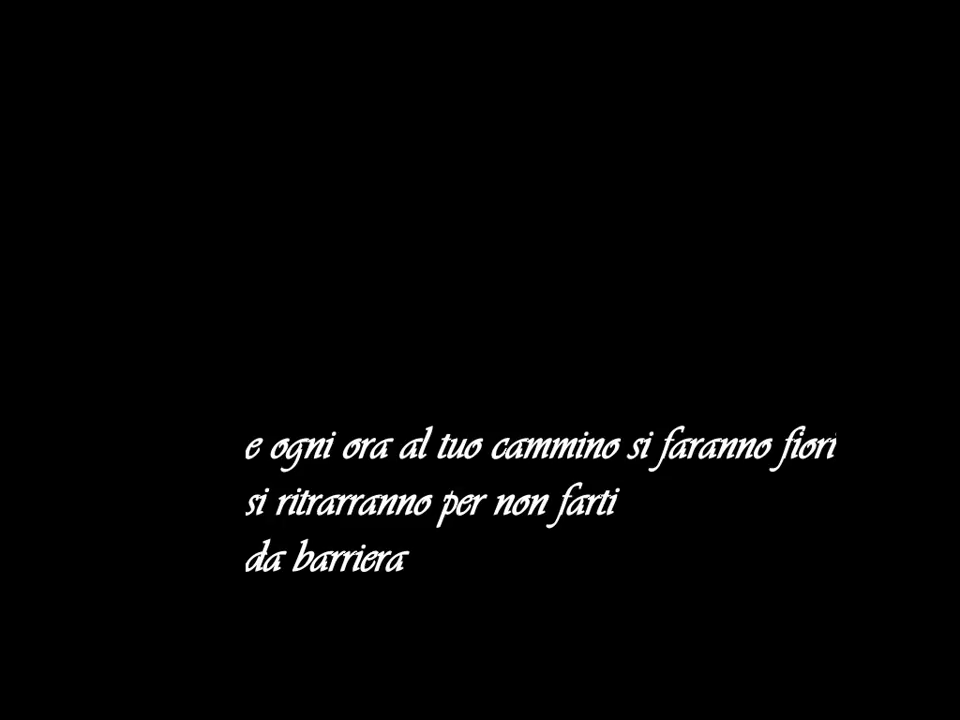 e ogni ora al tuo cammino si faranno fiori
si ritrarranno per non farti
da barriera